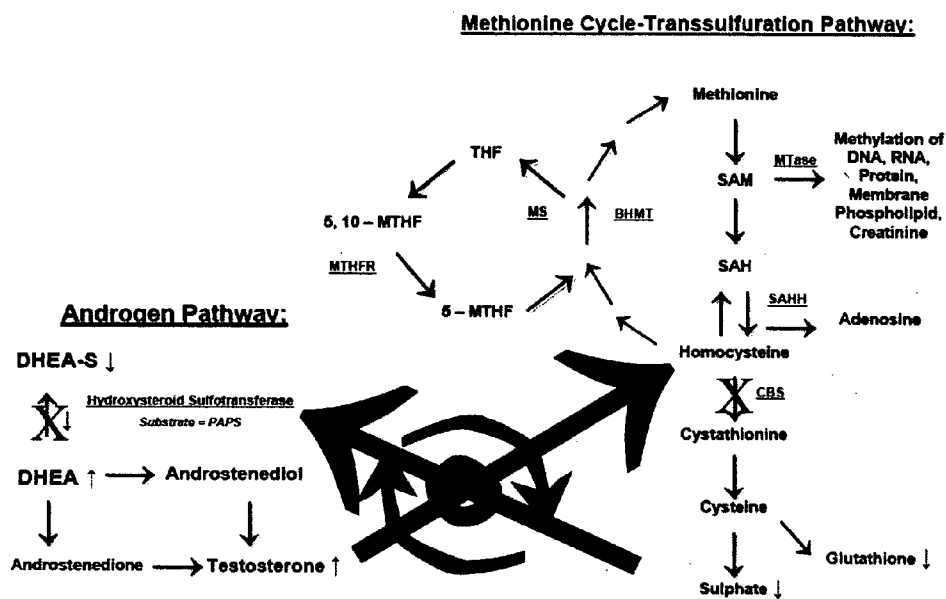 Methionine Cycle-Transsulfuration Pathway:
Methionine
THF
MTase
Methylation of
DNA, RNA,
Protein,
Membrane
Phospholipid,
Creatinine
SAM
5, 10 – MTHF
MS
BHMT
MTHFR
SAH
5 – MTHF
SAHH
Adenosine
Homocysteine
CBS
Cystathionine
Cysteine
Glutathione ↓
Sulphate ↓
Androgen Pathway:
DHEA-S ↓
X ↓
Hydroxysteroid Sulfotransferase
Substrate = PAPS
DHEA ↑
Androstenediol
Androstenedione
Testosterone ↑